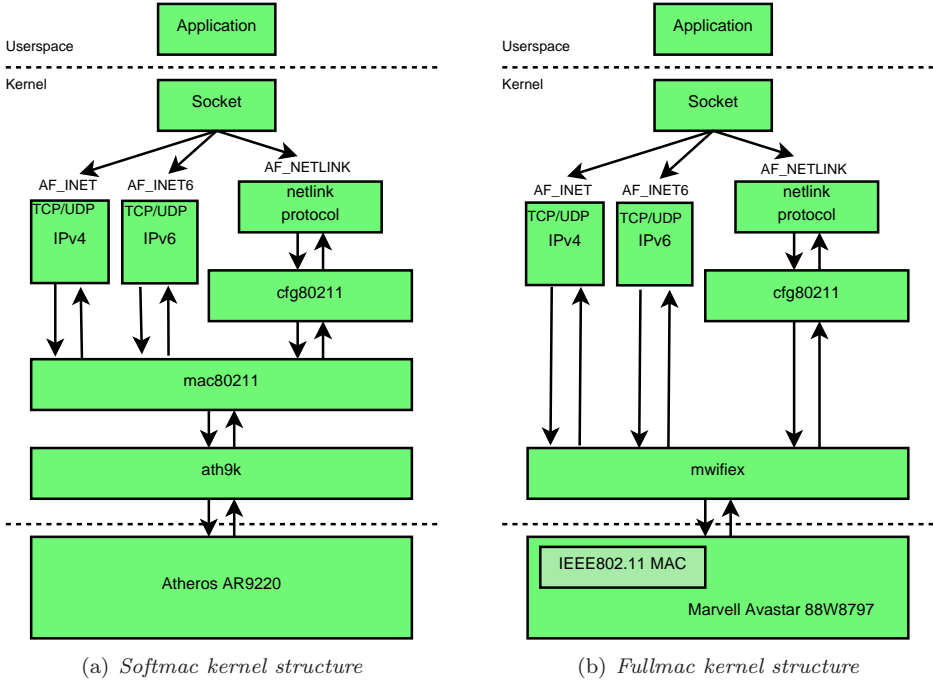 Application
Userspace
Kernel
Socket
AF_NETLINK
AF_INET
AF_INET6
netlink
protocol
TCP/UDP
IPv4
TCP/UDP
IPv6
cfg80211
mac80211
ath9k
Atheros AR9220
(a) Softmac kernel structure
Application
Userspace
Kernel
Socket
AF_NETLINK
AF_INET
AF_INET6
netlink
protocol
TCP/UDP
IPv4
TCP/UDP
IPv6
cfg80211
mwifiex
IEEE802.11 MAC
Marvell Avastar 88W8797
(b) Fullmac kernel structure